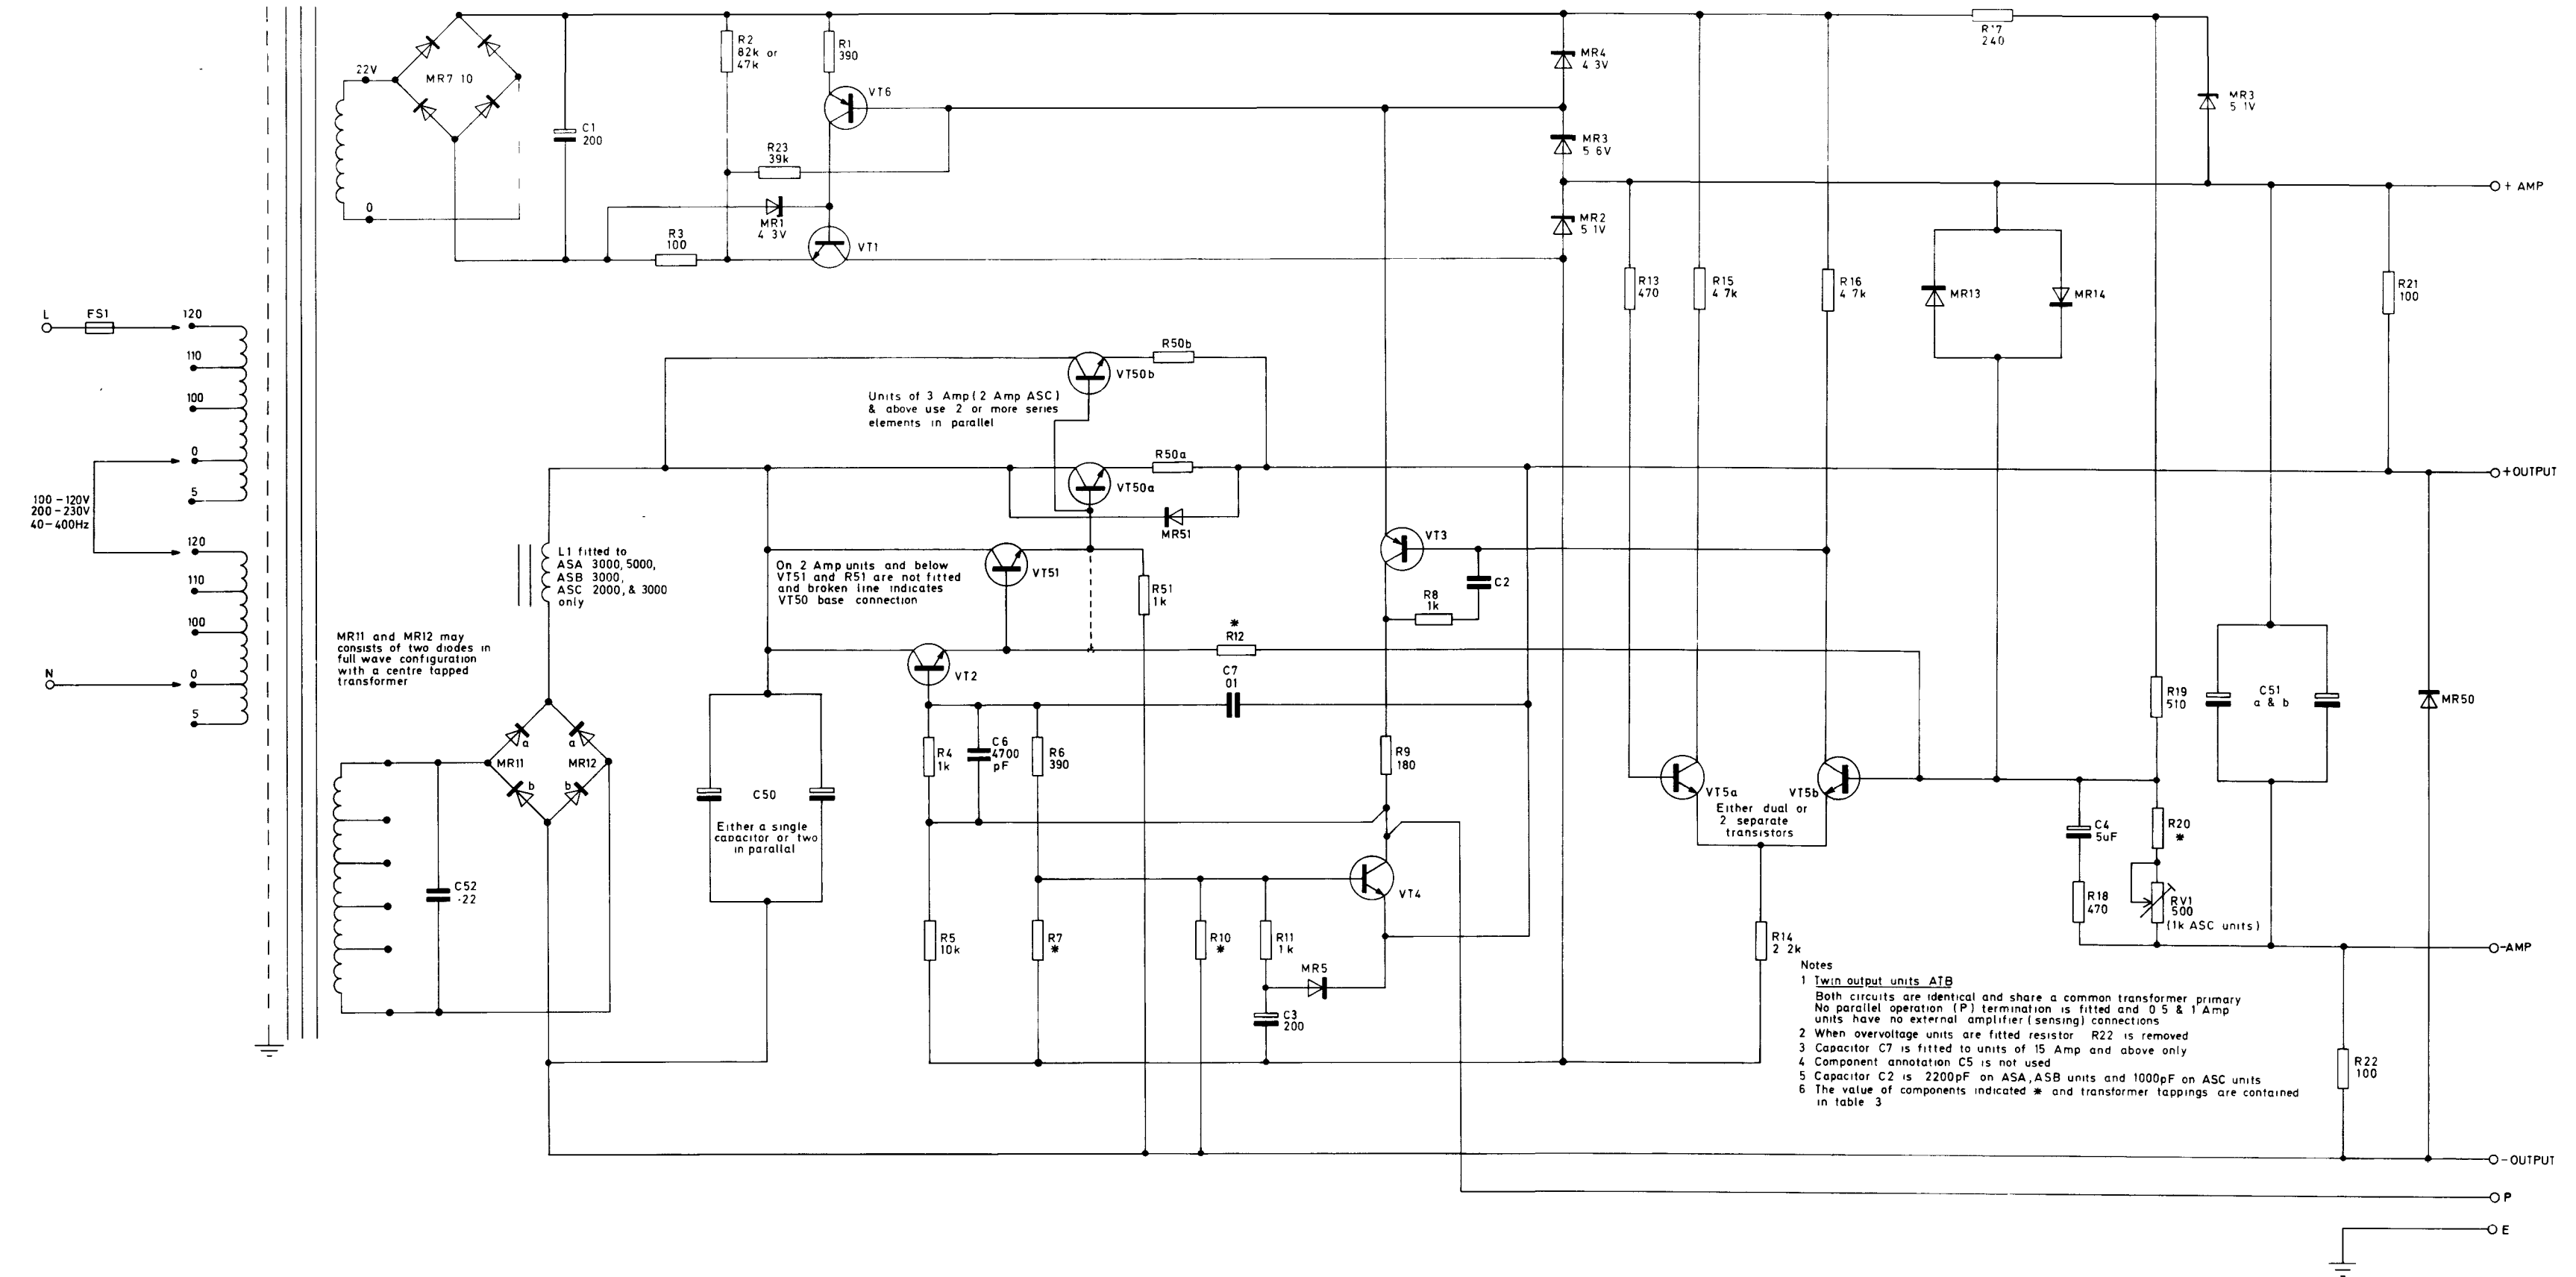 22V
MR7 10
0
C1
200
R2
82k or
47k
R1
390
VT6
R23
39k
MR1
4 3V
R3
100
VT1
MR4
4 3V
MR3
5 6V
MR2
5 1V
R17
240
MR3
5 1V
+ AMP
L
FS1
120
110
100
0
5
100-120V
200-230V
40-400Hz
120
110
100
0
5
N
R50b
VT50b
Units of 3 Amp (2 Amp ASC)
& above use 2 or more series
elements in parallel
R50a
VT50a
MR51
L1 fitted to
ASA 3000, 5000,
ASB 3000,
ASC 2000, & 3000
only
On 2 Amp units and below
VT51 and R51 are not fitted
and broken line indicates
VT50 base connection
VT51
R51
1k
MR11 and MR12 may
consists of two diodes in
full wave configuration
with a centre tapped
transformer
a
a
MR11
MR12
b
b
C52
·22
C50
Either a single
capacitor or two
in parallal
VT2
*
R12
C7
01
R4
1k
C6
4700
pF
R6
390
R5
10k
R7
*
R10
*
R11
1k
MR5
C3
200
VT3
C2
R8
1k
R9
180
VT4
R13
470
R15
4 7k
R16
4 7k
MR13
MR14
R21
100
+OUTPUT
VT5a
VT5b
Either dual or
2 separate
transistors
R14
2 2k
R19
510
C51
a & b
MR50
C4
5uF
R20
*
R18
470
RV1
500
(1k ASC units)
-AMP
Notes
1 Twin output units ATB
Both circuits are identical and share a common transformer primary
No parallel operation (P) termination is fitted and 0 5 & 1 Amp
units have no external amplifier (sensing) connections
2 When overvoltage units are fitted resistor R22 is removed
3 Capacitor C7 is fitted to units of 15 Amp and above only
4 Component annotation C5 is not used
5 Capacitor C2 is 2200pF on ASA, ASB units and 1000pF on ASC units
6 The value of components indicated * and transformer tappings are contained
in table 3
R22
100
-OUTPUT
P
E